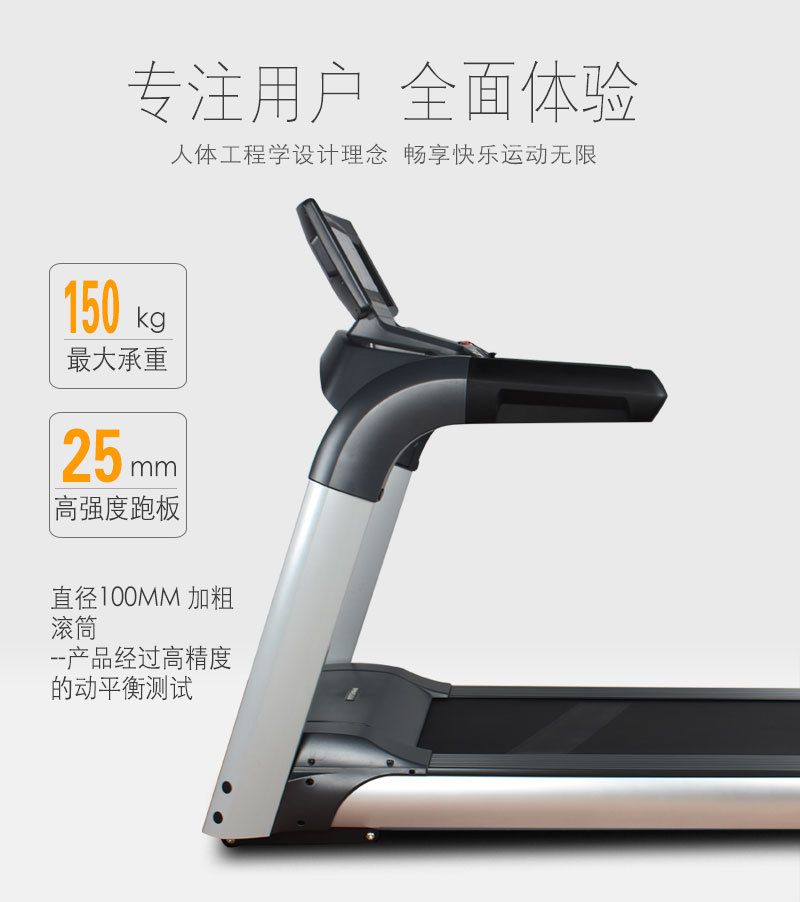 专注用户 全面体验
人体工程学设计理念 畅享快乐运动无限
150 kg
最大承重
25 mm
高强度跑板
直径100MM 加粗
滚筒
--产品经过高精度
的动平衡测试